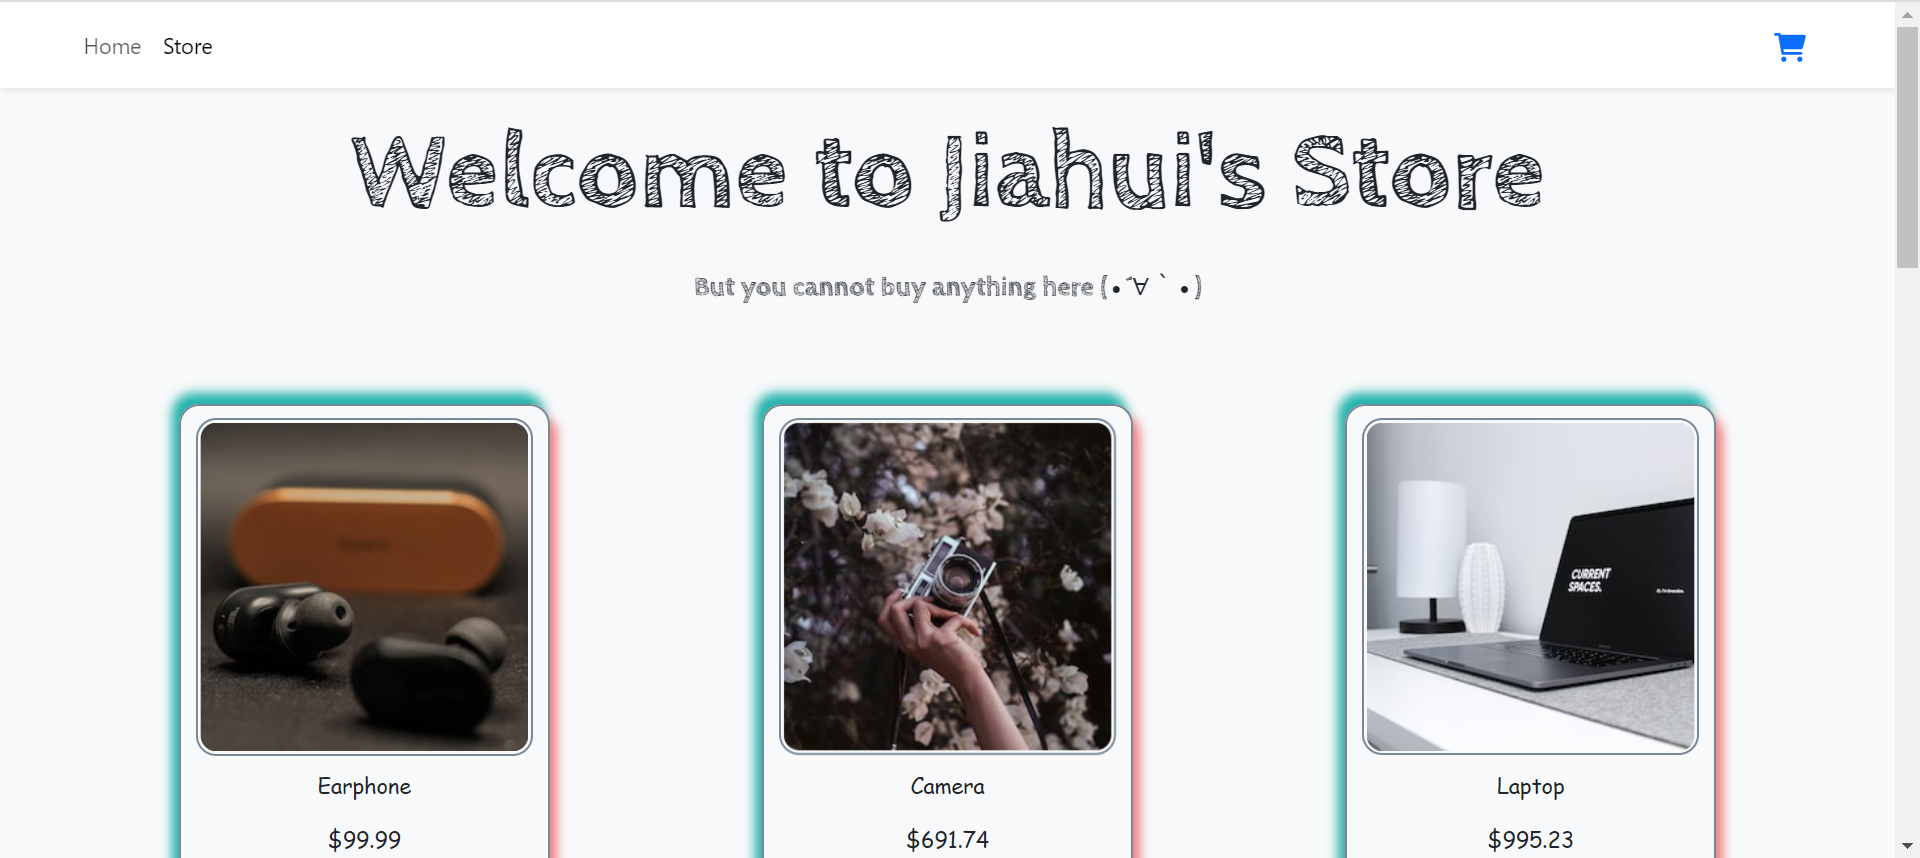 Home Store
Welcome to Jiahui's Store
But you cannot buy anything here (•́∀`•)
CURRENT
SPACES.
Earphone
Camera
Laptop
$99.99
$691.74
$995.23